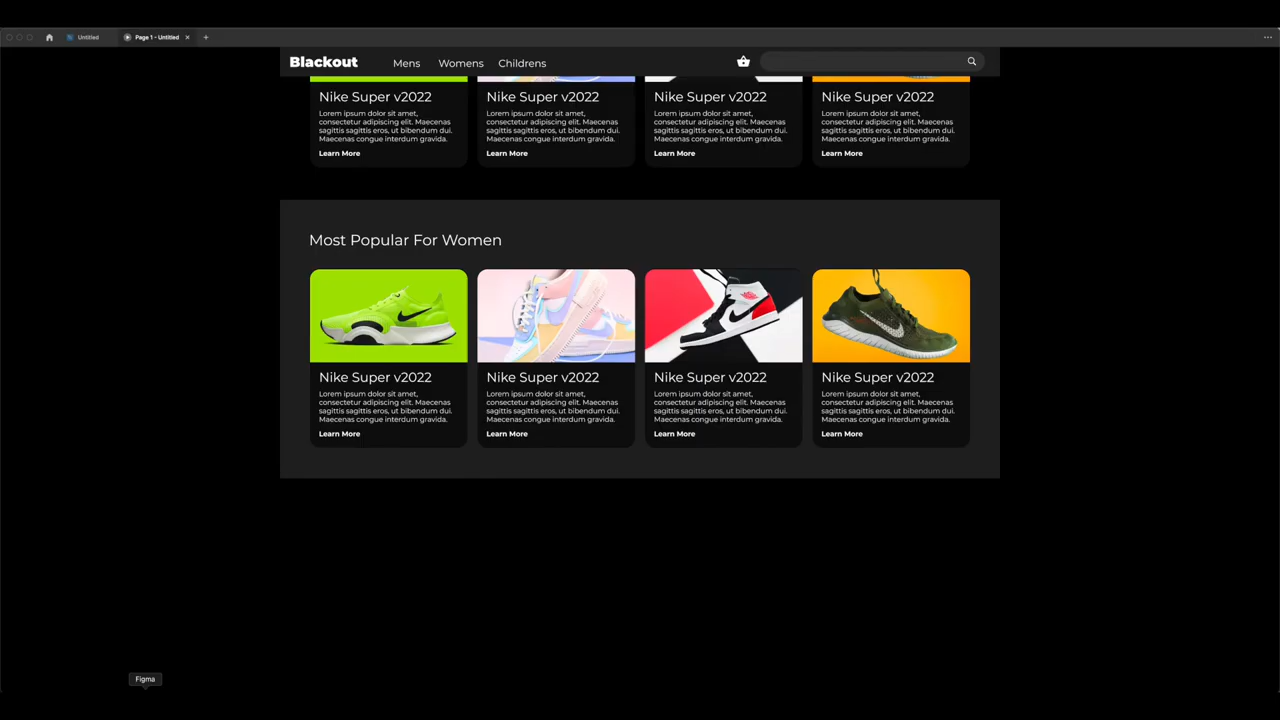 Untitled
Page 1 - Untitled
Blackout
Mens
Womens
Childrens
Nike Super v2022
Lorem ipsum dolor sit amet,
consectetur adipiscing elit. Maecenas
sagittis sagittis eros, ut bibendum dui.
Maecenas congue interdum gravida.
Learn More
Nike Super v2022
Lorem ipsum dolor sit amet,
consectetur adipiscing elit. Maecenas
sagittis sagittis eros, ut bibendum dui.
Maecenas congue interdum gravida.
Learn More
Nike Super v2022
Lorem ipsum dolor sit amet,
consectetur adipiscing elit. Maecenas
sagittis sagittis eros, ut bibendum dui.
Maecenas congue interdum gravida.
Learn More
Nike Super v2022
Lorem ipsum dolor sit amet,
consectetur adipiscing elit. Maecenas
sagittis sagittis eros, ut bibendum dui.
Maecenas congue interdum gravida.
Learn More
Most Popular For Women
Nike Super v2022
Lorem ipsum dolor sit amet,
consectetur adipiscing elit. Maecenas
sagittis sagittis eros, ut bibendum dui.
Maecenas congue interdum gravida.
Learn More
Nike Super v2022
Lorem ipsum dolor sit amet,
consectetur adipiscing elit. Maecenas
sagittis sagittis eros, ut bibendum dui.
Maecenas congue interdum gravida.
Learn More
Nike Super v2022
Lorem ipsum dolor sit amet,
consectetur adipiscing elit. Maecenas
sagittis sagittis eros, ut bibendum dui.
Maecenas congue interdum gravida.
Learn More
Nike Super v2022
Lorem ipsum dolor sit amet,
consectetur adipiscing elit. Maecenas
sagittis sagittis eros, ut bibendum dui.
Maecenas congue interdum gravida.
Learn More
Figma